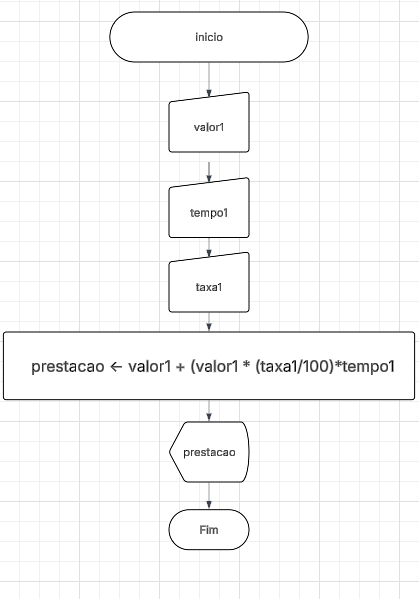 inicio
valor1
tempo1
taxa1
prestacao ← valor1 + (valor1 * (taxa1/100)*tempo1
prestacao
Fim